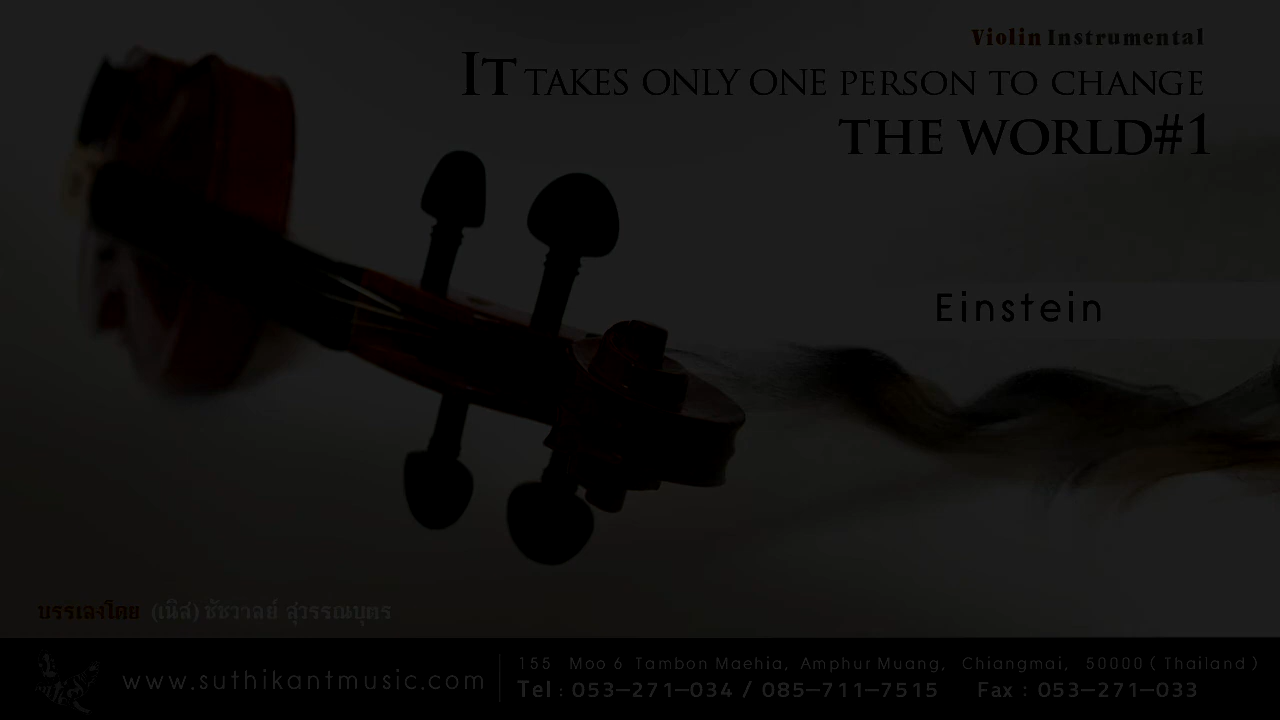 Violin Instrumental
IT TAKES ONLY ONE PERSON TO CHANGE
THE WORLD#1
Einstein
บรรเลงโดย (เนิส) ชัชวาลย์ สุวรรณบุตร
www.suthikantmusic.com
155 Moo 6 Tambon Maehia, Amphur Muang, Chiangmai, 50000 ( Thailand )
Tel : 053–271–034 / 085–711–7515 Fax : 053–271–033